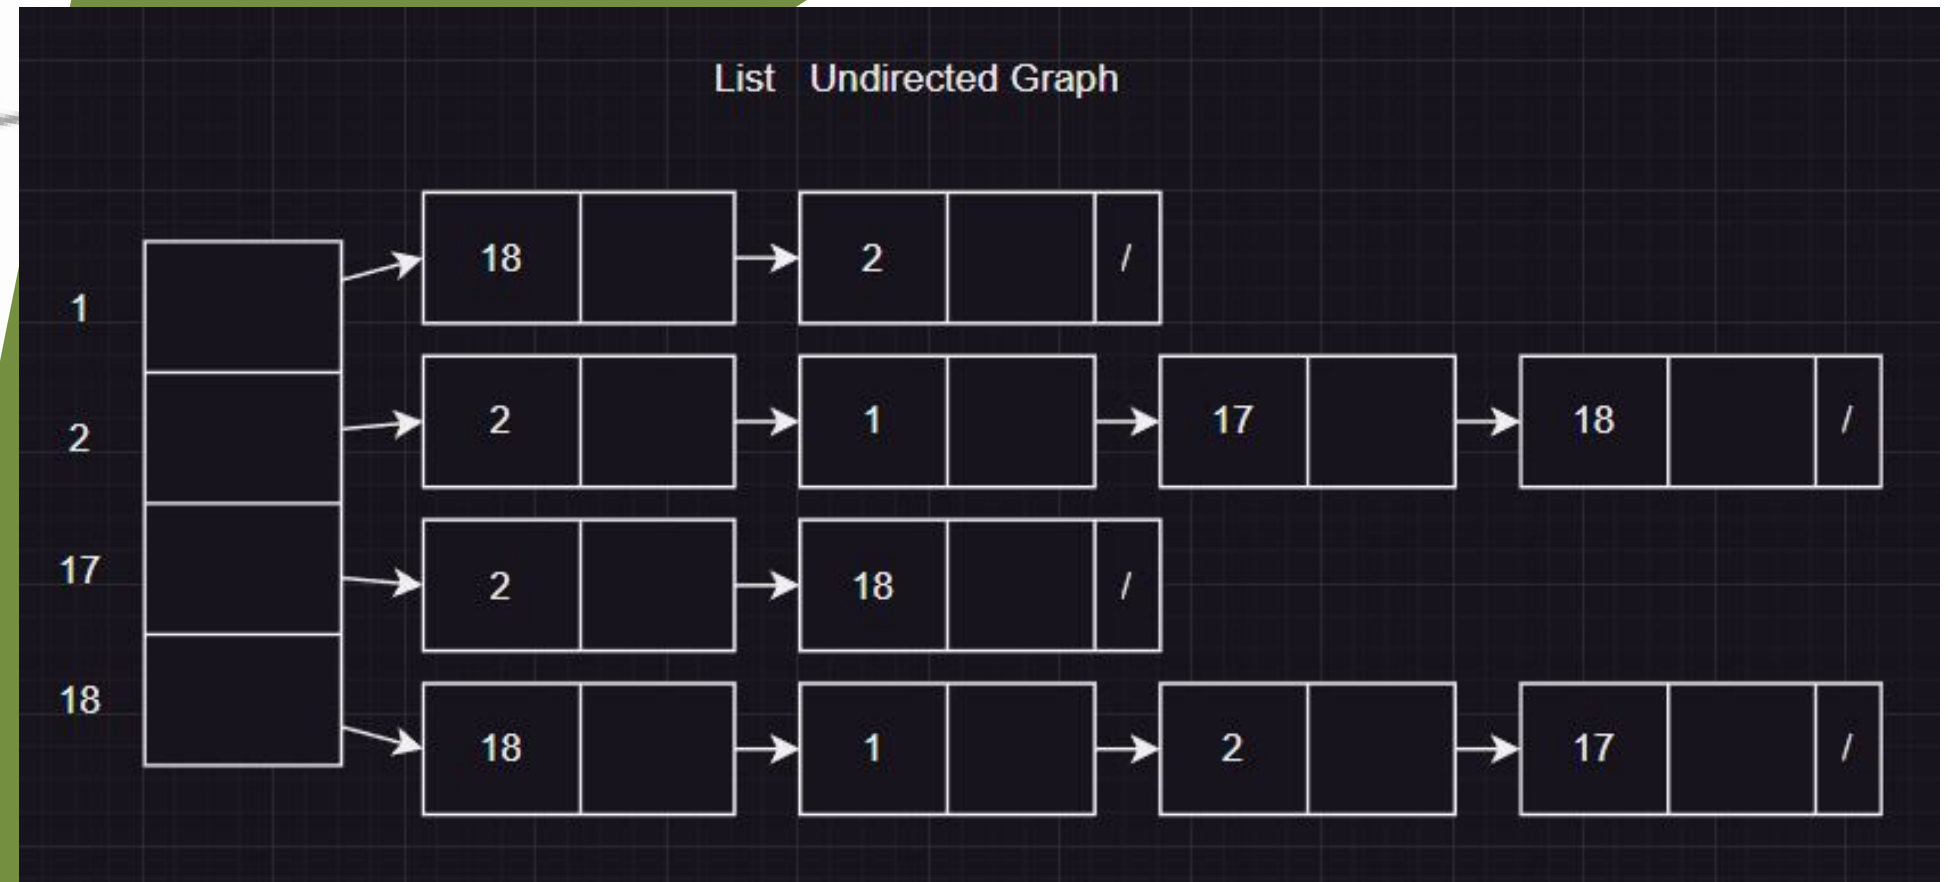 List Undirected Graph
1 18 2 /
2 2 1 17 18 /
17 2 18 /
18 18 1 2 17 /